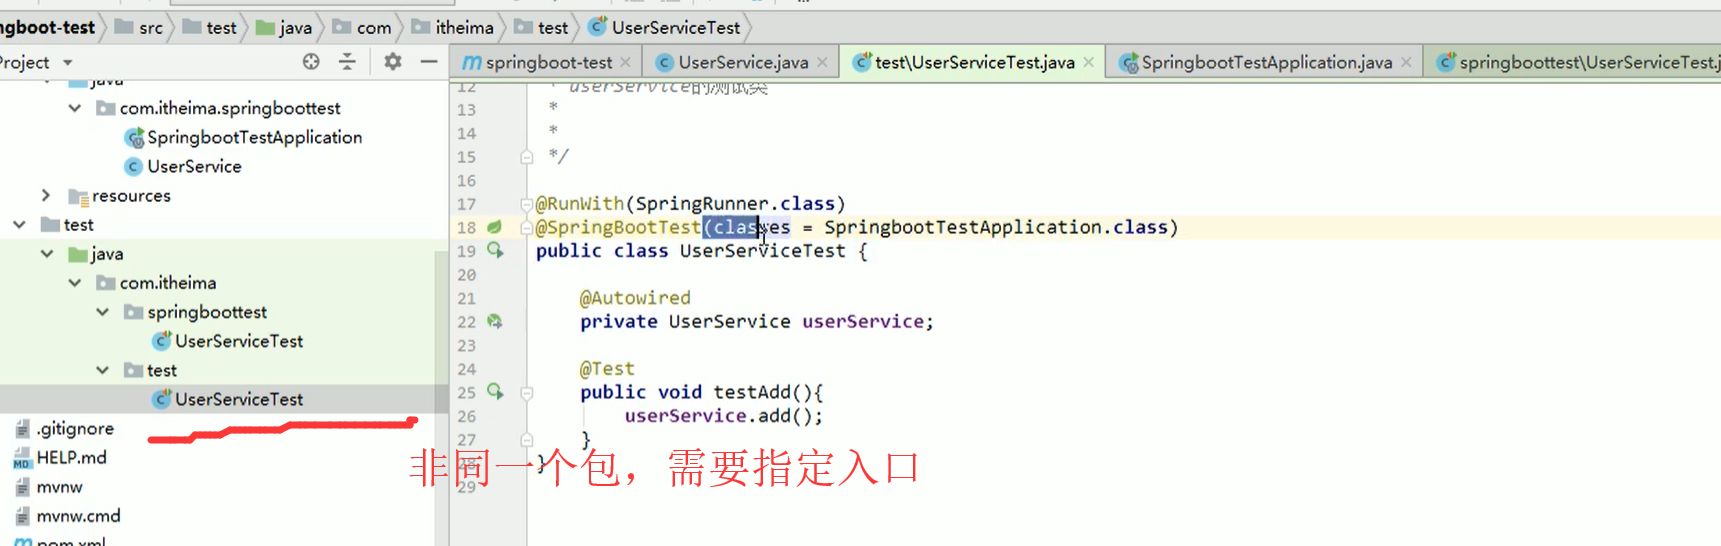 ngboot-test src test java com itheima test UserServiceTest
Project
springboot-test UserService.java test\UserServiceTest.java SpringbootTestApplication.java springboottest\UserServiceTest.j
java
com.itheima.springboottest
SpringbootTestApplication
UserService
resources
test
java
com.itheima
springboottest
UserServiceTest
test
UserServiceTest
.gitignore
HELP.md
mvnw
mvnw.cmd
pom.xml
12 * userService的测试类
13 *
14 *
15 */
16
17 @RunWith(SpringRunner.class)
18 @SpringBootTest(classes = SpringbootTestApplication.class)
19 public class UserServiceTest {
20
21 @Autowired
22 private UserService userService;
23
24 @Test
25 public void testAdd(){
26 userService.add();
27 }
28 }
29
非同一个包，需要指定入口